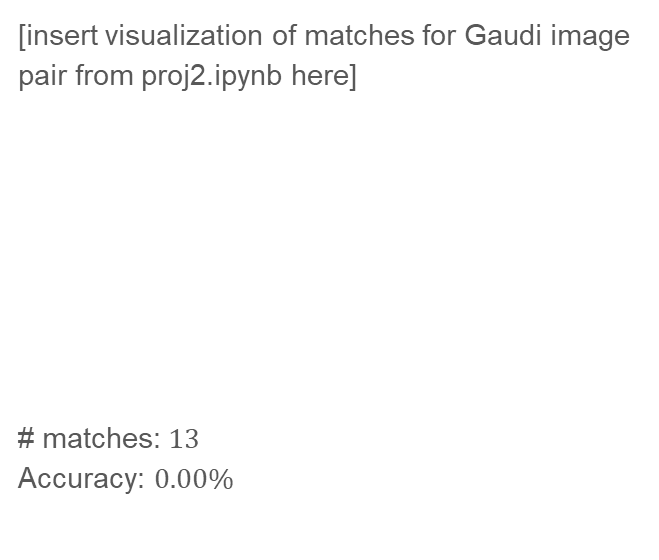 [insert visualization of matches for Gaudi image
pair from proj2.ipynb here]
# matches: 13
Accuracy: 0.00%